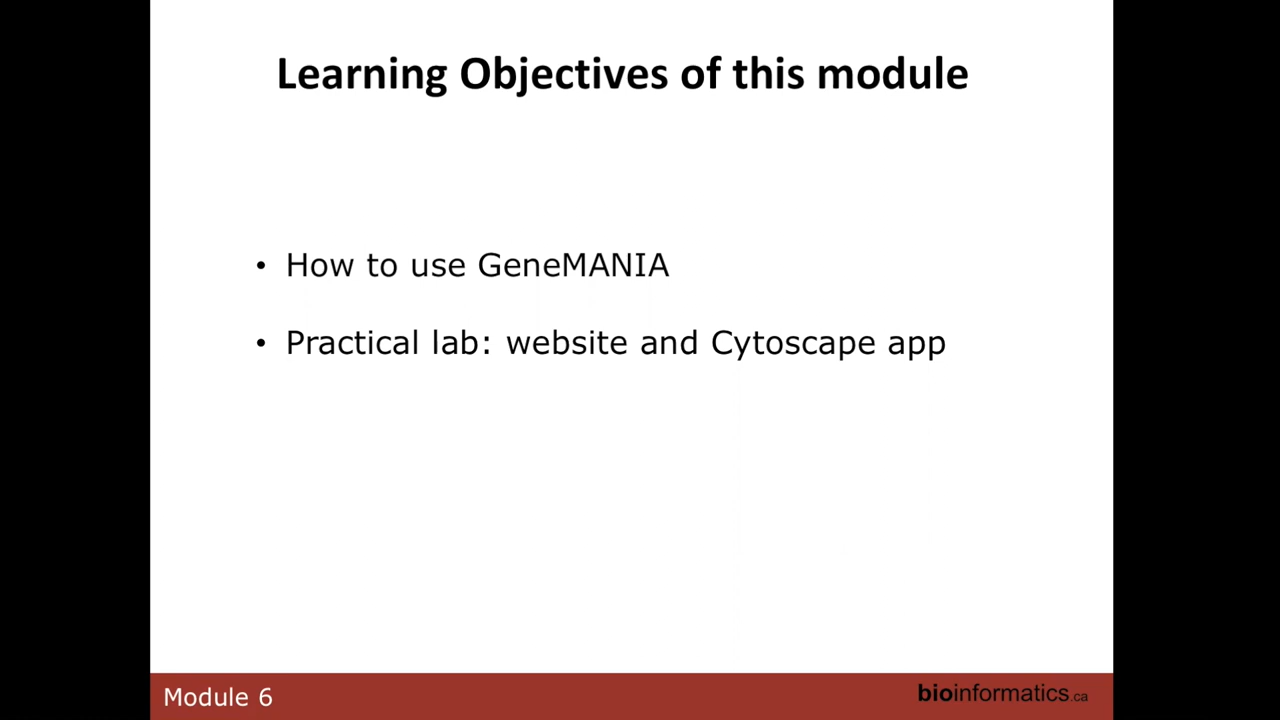 Learning Objectives of this module
• How to use GeneMANIA
• Practical lab: website and Cytoscape app
Module 6
bioinformatics.ca